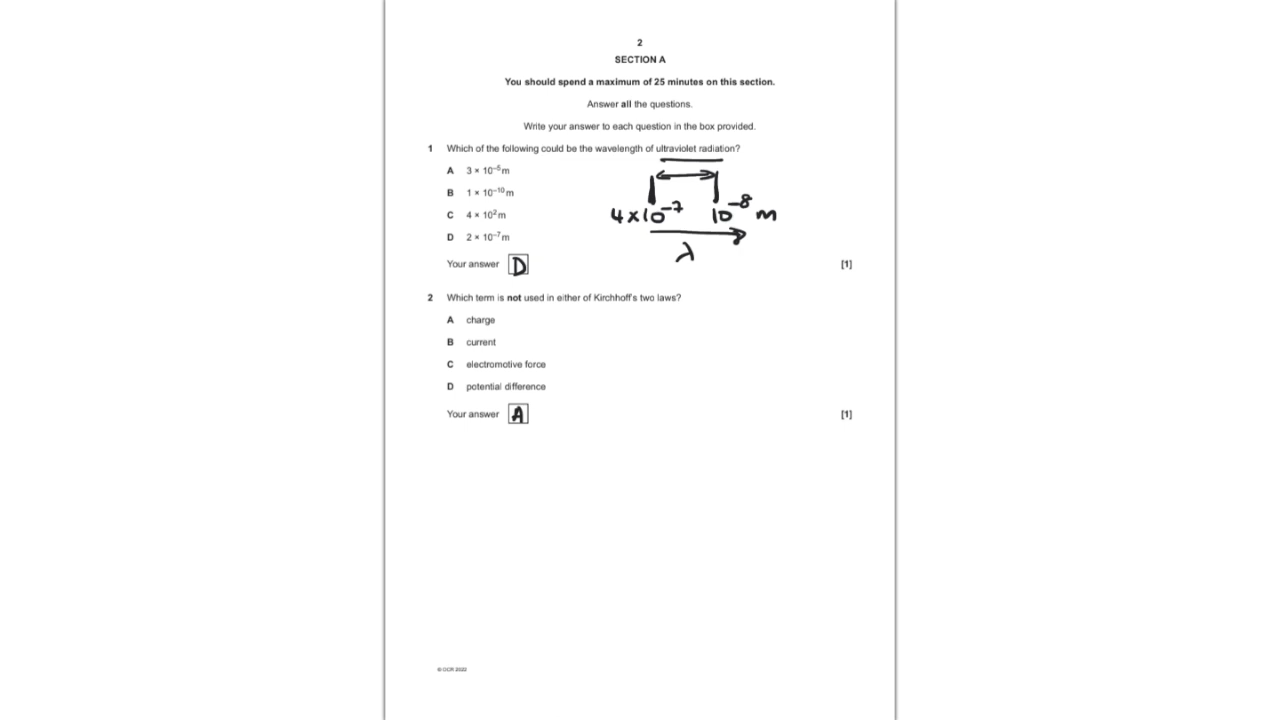 2
SECTION A
You should spend a maximum of 25 minutes on this section.
Answer all the questions.
Write your answer to each question in the box provided.
1 Which of the following could be the wavelength of ultraviolet radiation?
A 3 × 10⁻⁵ m
B 1 × 10⁻¹⁰ m
C 4 × 10² m
D 2 × 10⁻⁷ m
4×10⁻⁷ 10⁻⁸ m
λ
Your answer D [1]
2 Which term is not used in either of Kirchhoff's two laws?
A charge
B current
C electromotive force
D potential difference
Your answer A [1]
© OCR 2022